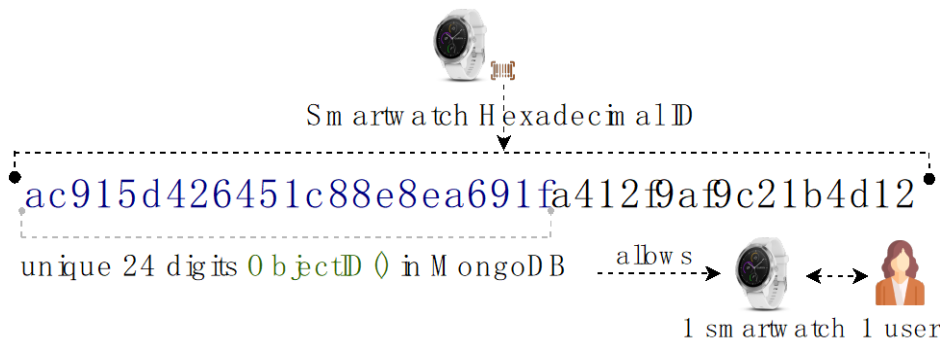 Smartwatch Hexadecimal ID
ac915d426451c88e8ea691fa412f9af9c21b4d12
unique 24 digits ObjectID() in MongoDB
allows
1 smartwatch 1 user